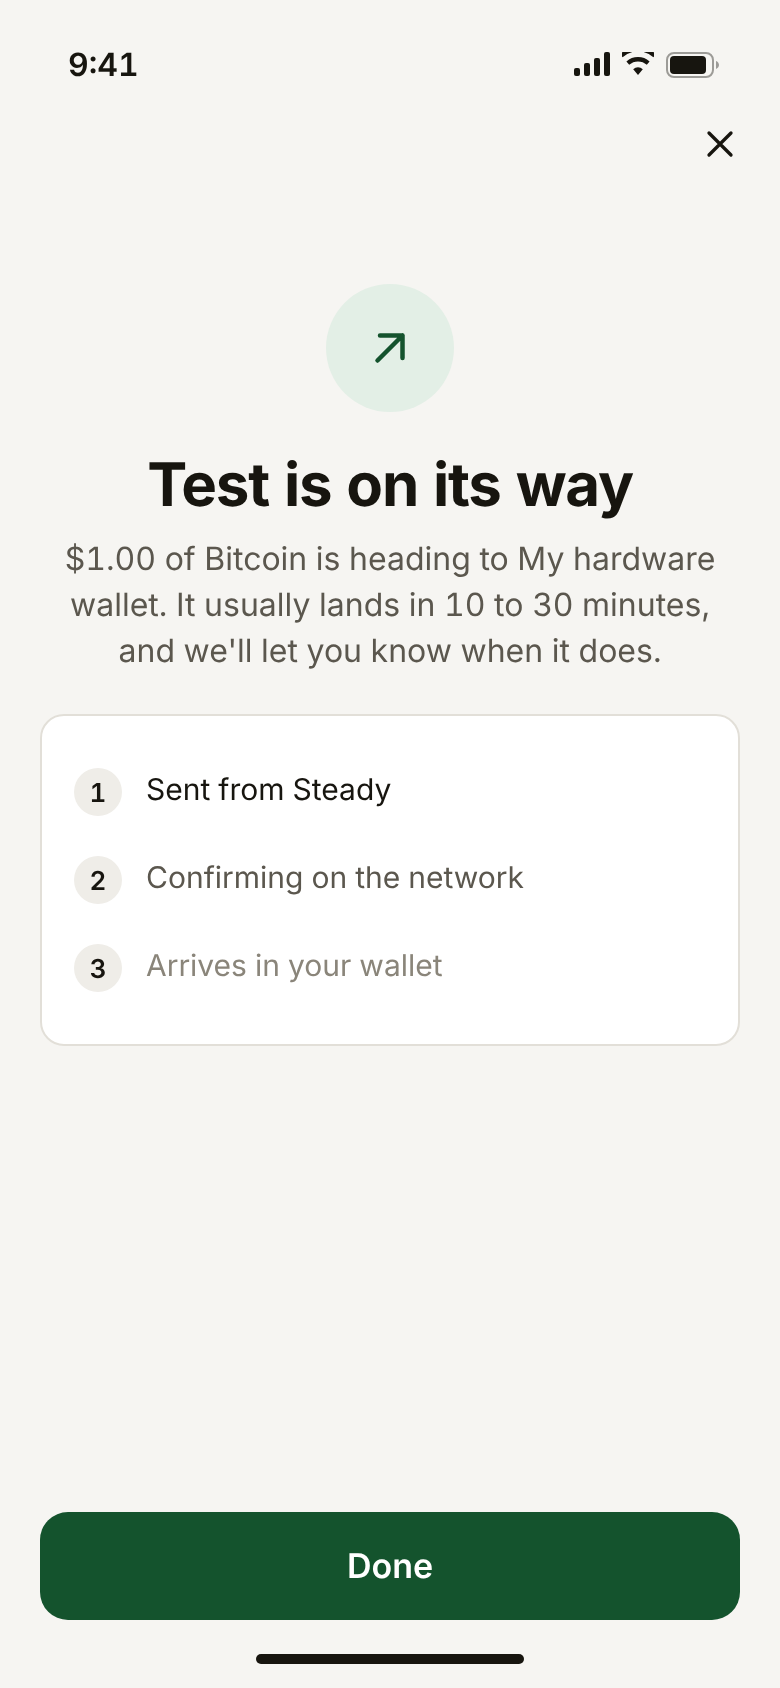 9:41
Test is on its way
$1.00 of Bitcoin is heading to My hardware
wallet. It usually lands in 10 to 30 minutes,
and we'll let you know when it does.
1 Sent from Steady
2 Confirming on the network
3 Arrives in your wallet
Done